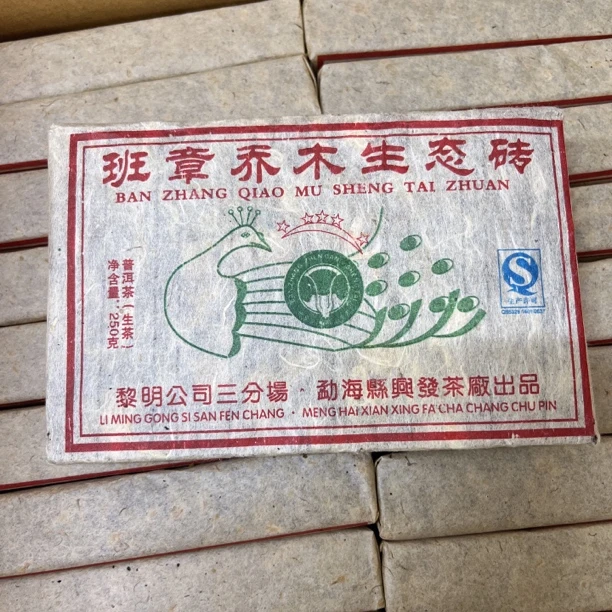 班章乔木生态砖
BAN ZHANG QIAO MU SHENG TAI ZHUAN
普洱茶(生茶)
净含量:250克
黎明公司三分場·勐海縣興發茶廠出品
LI MING GONG SI SAN FEN CHANG · MENG HAI XIAN XING FA CHA CHANG CHU PIN